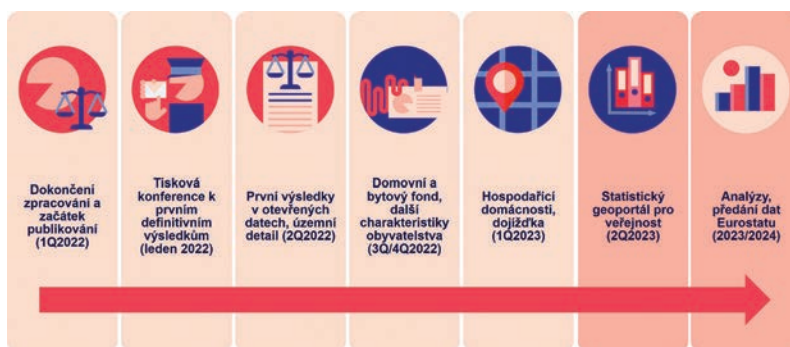 Dokončení
zpracování a
začátek
publikování
(1Q2022)
Tisková
konference k
prvním
definitivním
výsledkům
(leden 2022)
První výsledky
v otevřených
datech, územní
detail (2Q2022)
Domovní a
bytový fond,
další
charakteristiky
obyvatelstva
(3Q/4Q2022)
Hospodařící
domácnosti,
dojížďka
(1Q2023)
Statistický
geoportál pro
veřejnost
(2Q2023)
Analýzy,
předání dat
Eurostatu
(2023/2024)